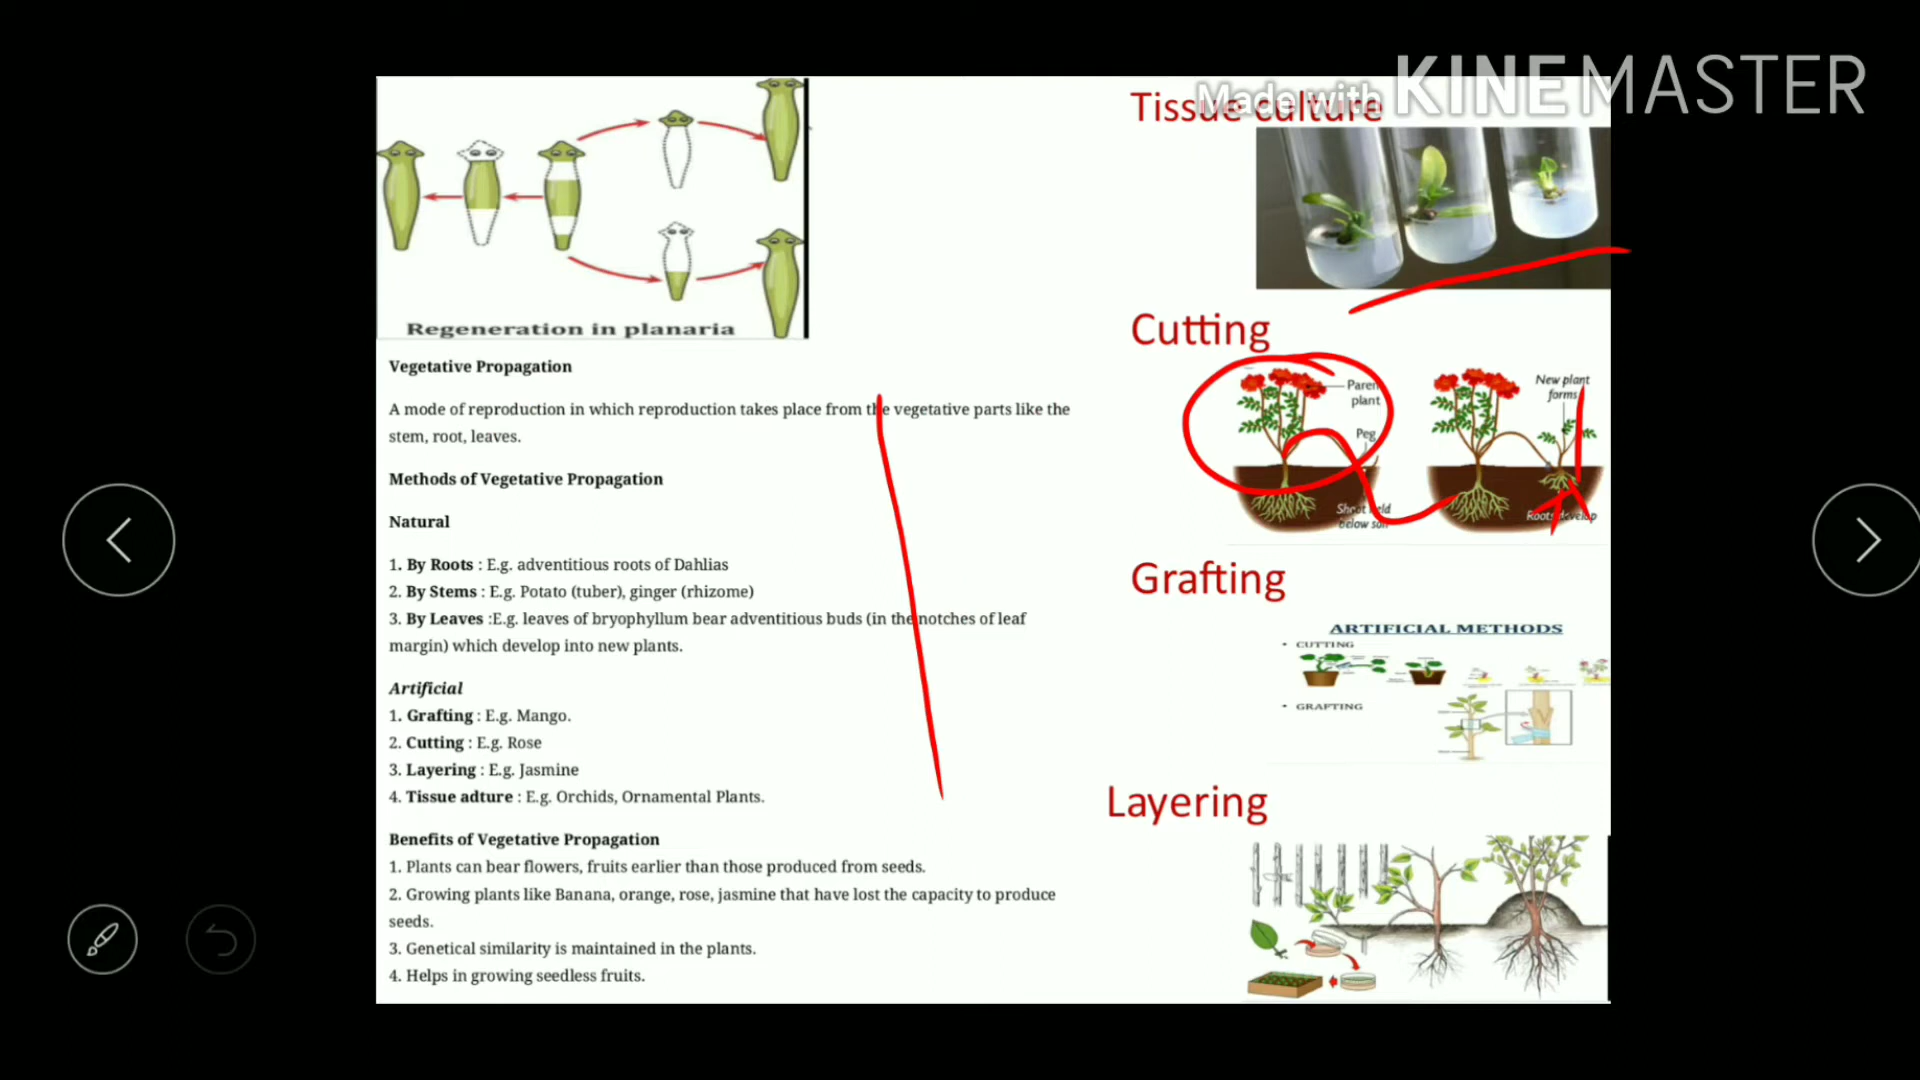 Made with KINEMASTER
Regeneration in planaria
Vegetative Propagation
A mode of reproduction in which reproduction takes place from the vegetative parts like the
stem, root, leaves.
Methods of Vegetative Propagation
Natural
1. By Roots : E.g. adventitious roots of Dahlias
2. By Stems : E.g. Potato (tuber), ginger (rhizome)
3. By Leaves :E.g. leaves of bryophyllum bear adventitious buds (in the notches of leaf
margin) which develop into new plants.
Artificial
1. Grafting : E.g. Mango.
2. Cutting : E.g. Rose
3. Layering : E.g. Jasmine
4. Tissue adture : E.g. Orchids, Ornamental Plants.
Benefits of Vegetative Propagation
1. Plants can bear flowers, fruits earlier than those produced from seeds.
2. Growing plants like Banana, orange, rose, jasmine that have lost the capacity to produce
seeds.
3. Genetical similarity is maintained in the plants.
4. Helps in growing seedless fruits.
Tissue culture
Cutting
Parent
plant
Peg
Shoot held
below soil
New plant
forms
Roots develop
Grafting
ARTIFICIAL METHODS
• CUTTING
• GRAFTING
Layering